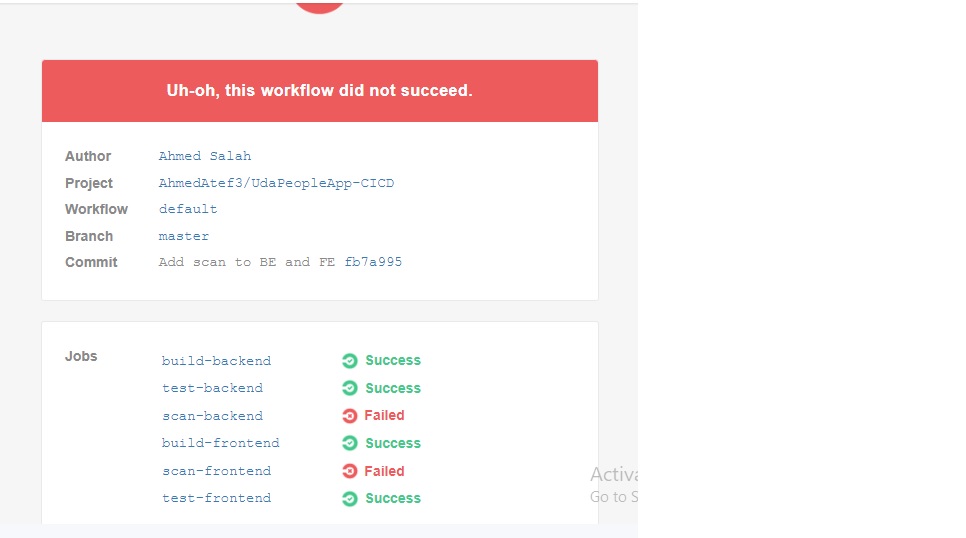 Uh-oh, this workflow did not succeed.
Author Ahmed Salah
Project AhmedAtef3/UdaPeopleApp-CICD
Workflow default
Branch master
Commit Add scan to BE and FE fb7a995
Jobs
build-backend Success
test-backend Success
scan-backend Failed
build-frontend Success
scan-frontend Failed
test-frontend Success
Activa
Go to S